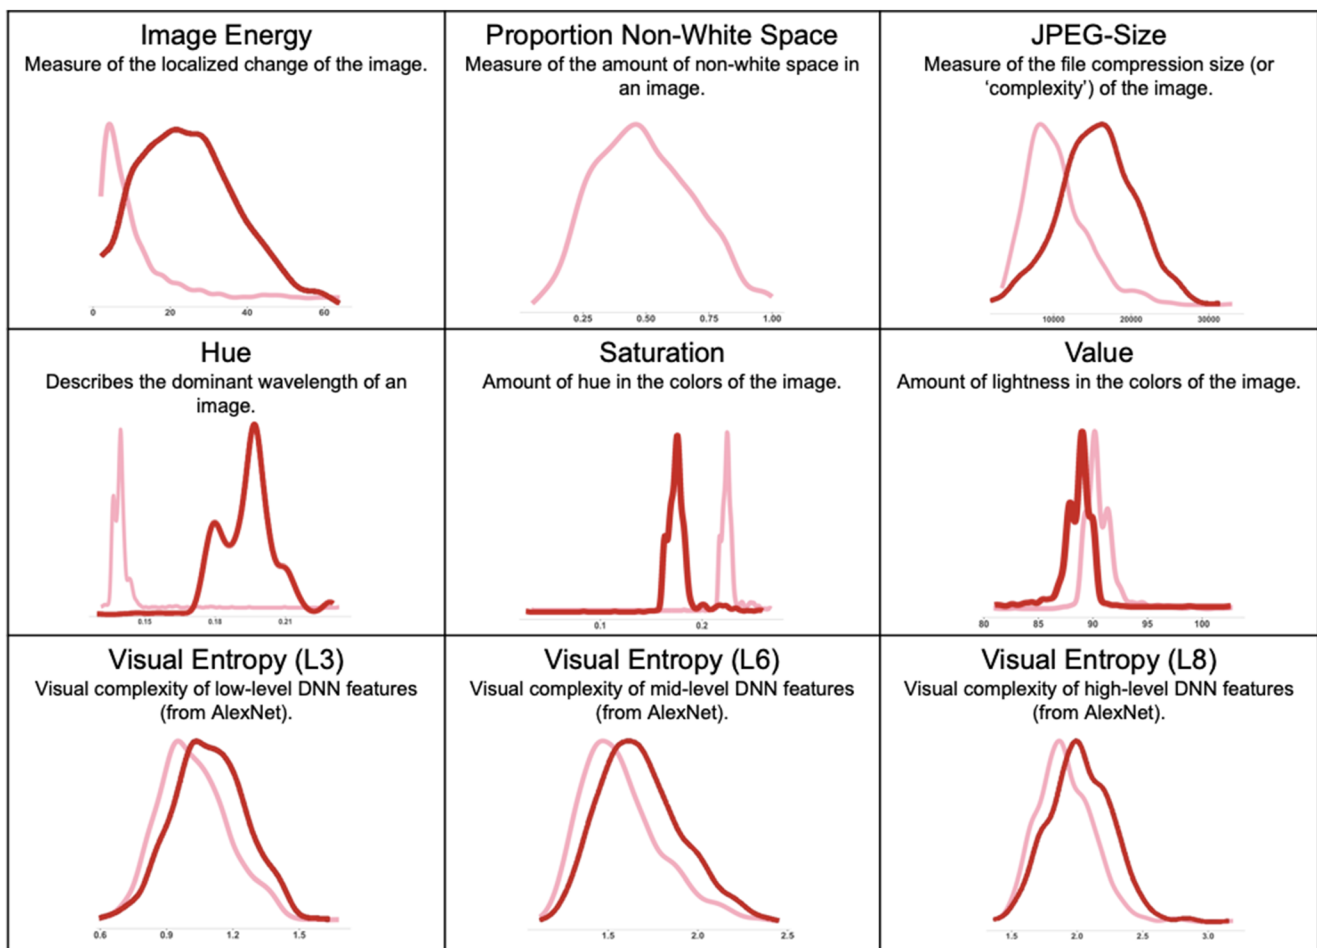 Image Energy
Measure of the localized change of the image.
0 20 40 60
Proportion Non-White Space
Measure of the amount of non-white space in
an image.
0.25 0.50 0.75 1.00
JPEG-Size
Measure of the file compression size (or
‘complexity’) of the image.
10000 20000 30000
Hue
Describes the dominant wavelength of an
image.
0.15 0.18 0.21
Saturation
Amount of hue in the colors of the image.
0.1 0.2
Value
Amount of lightness in the colors of the image.
80 85 90 95 100
Visual Entropy (L3)
Visual complexity of low-level DNN features
(from AlexNet).
0.6 0.9 1.2 1.5
Visual Entropy (L6)
Visual complexity of mid-level DNN features
(from AlexNet).
1.5 2.0 2.5
Visual Entropy (L8)
Visual complexity of high-level DNN features
(from AlexNet).
1.5 2.0 2.5 3.0